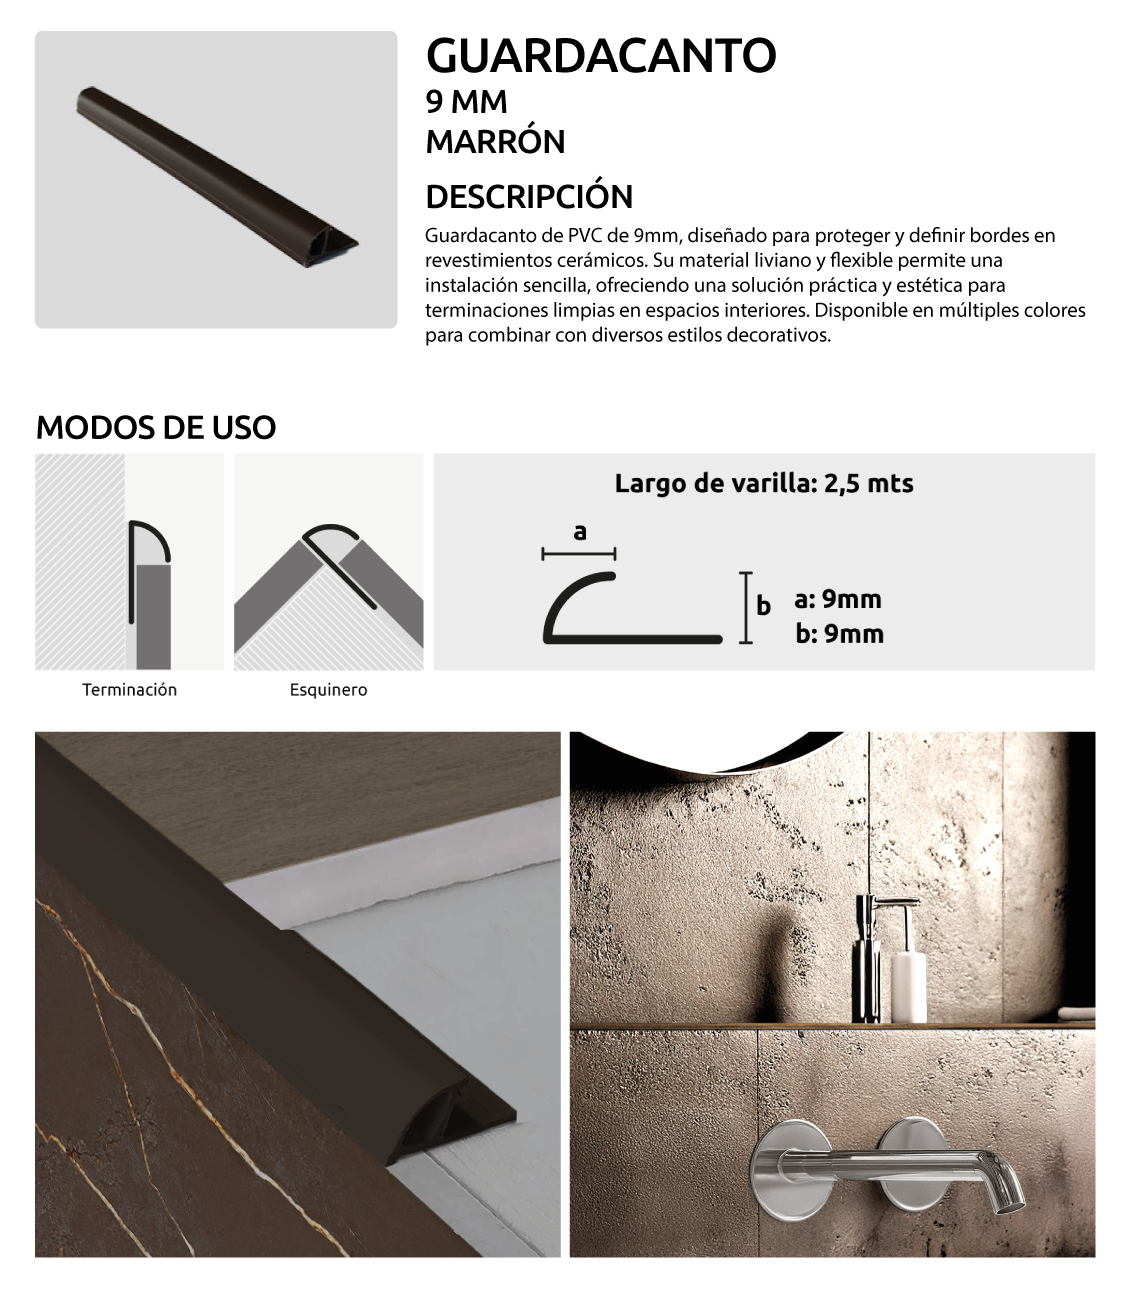 GUARDACANTO
9 MM
MARRÓN
DESCRIPCIÓN
Guardacanto de PVC de 9mm, diseñado para proteger y definir bordes en
revestimientos cerámicos. Su material liviano y flexible permite una
instalación sencilla, ofreciendo una solución práctica y estética para
terminaciones limpias en espacios interiores. Disponible en múltiples colores
para combinar con diversos estilos decorativos.
MODOS DE USO
Terminación
Esquinero
Largo de varilla: 2,5 mts
a
b
a: 9mm
b: 9mm